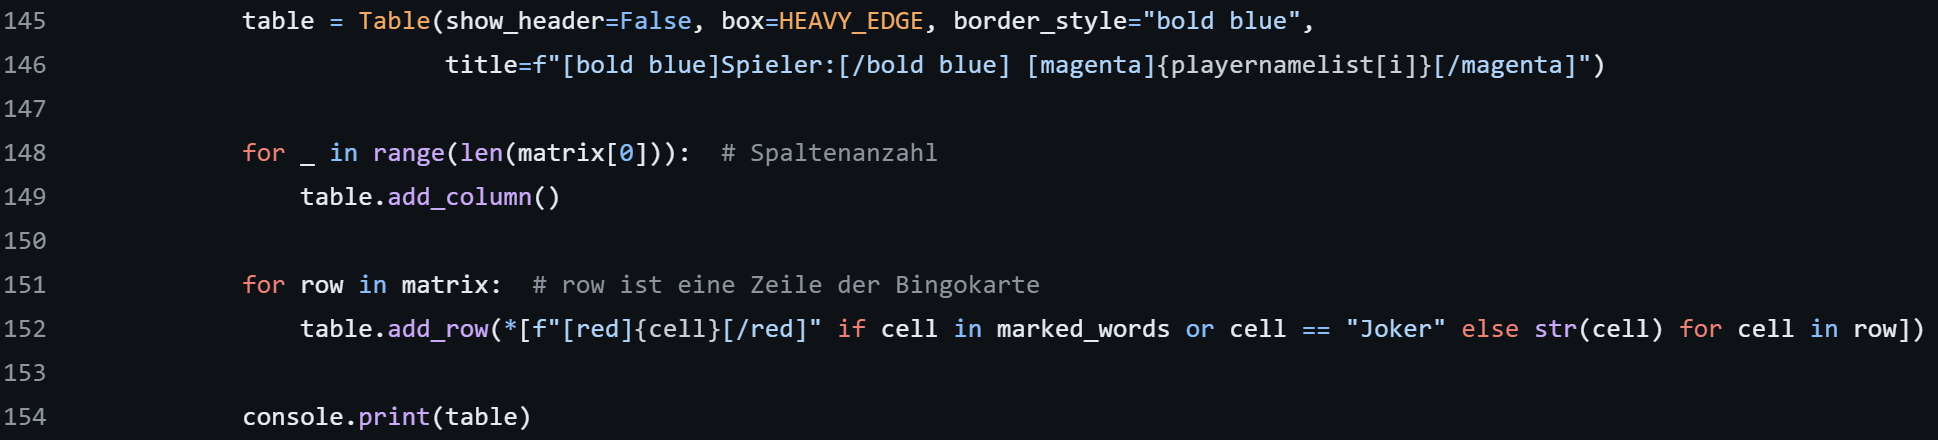 145 table = Table(show_header=False, box=HEAVY_EDGE, border_style="bold blue",
146 title=f"[bold blue]Spieler:[/bold blue] [magenta]{playernamelist[i]}[/magenta]")
147
148 for _ in range(len(matrix[0])):  # Spaltenanzahl
149 table.add_column()
150
151 for row in matrix:  # row ist eine Zeile der Bingokarte
152 table.add_row(*[f"[red]{cell}[/red]" if cell in marked_words or cell == "Joker" else str(cell) for cell in row])
153
154 console.print(table)